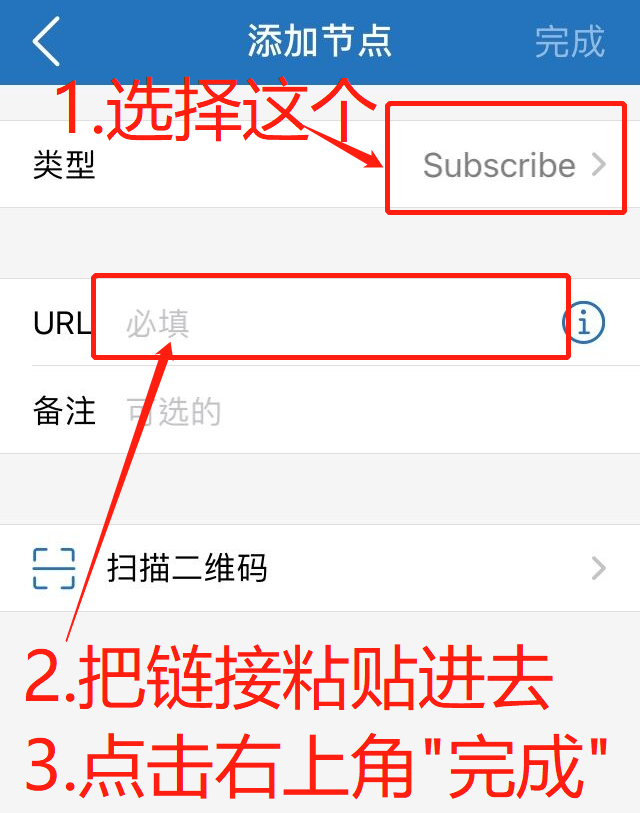 添加节点
完成
1.选择这个
类型
Subscribe
URL
必填
备注
可选的
扫描二维码
2.把链接粘贴进去
3.点击右上角"完成"